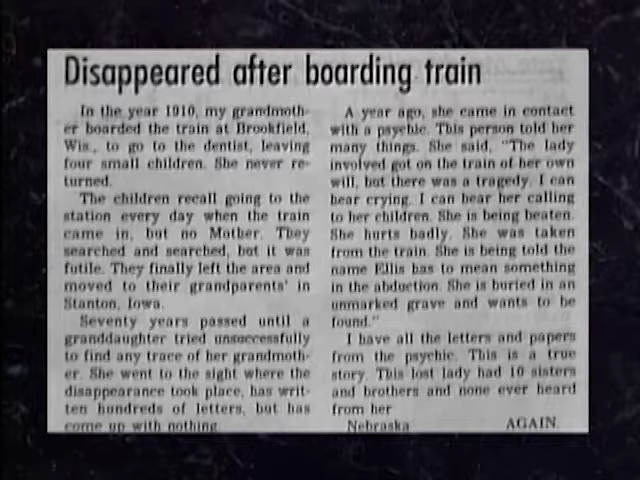 Disappeared after boarding train
In the year 1910, my grandmoth-
er boarded the train at Brookfield,
Wis., to go to the dentist, leaving
four small children. She never re-
turned.
The children recall going to the
station every day when the train
came in, but no Mother. They
searched and searched, but it was
futile. They finally left the area and
moved to their grandparents' in
Stanton, Iowa.
Seventy years passed until a
granddaughter tried unsuccessfully
to find any trace of her grandmoth-
er. She went to the sight where the
disappearance took place, has writ-
ten hundreds of letters, but has
come up with nothing.
A year ago, she came in contact
with a psychic. This person told her
many things. She said, "The lady
involved got on the train of her own
will, but there was a tragedy. I can
hear crying. I can hear her calling
to her children. She is being beaten.
She hurts badly. She was taken
from the train. She is being told the
name Ellis has to mean something
in the abduction. She is buried in an
unmarked grave and wants to be
found."
I have all the letters and papers
from the psychic. This is a true
story. This lost lady had 10 sisters
and brothers and none ever heard
from her
Nebraska AGAIN.